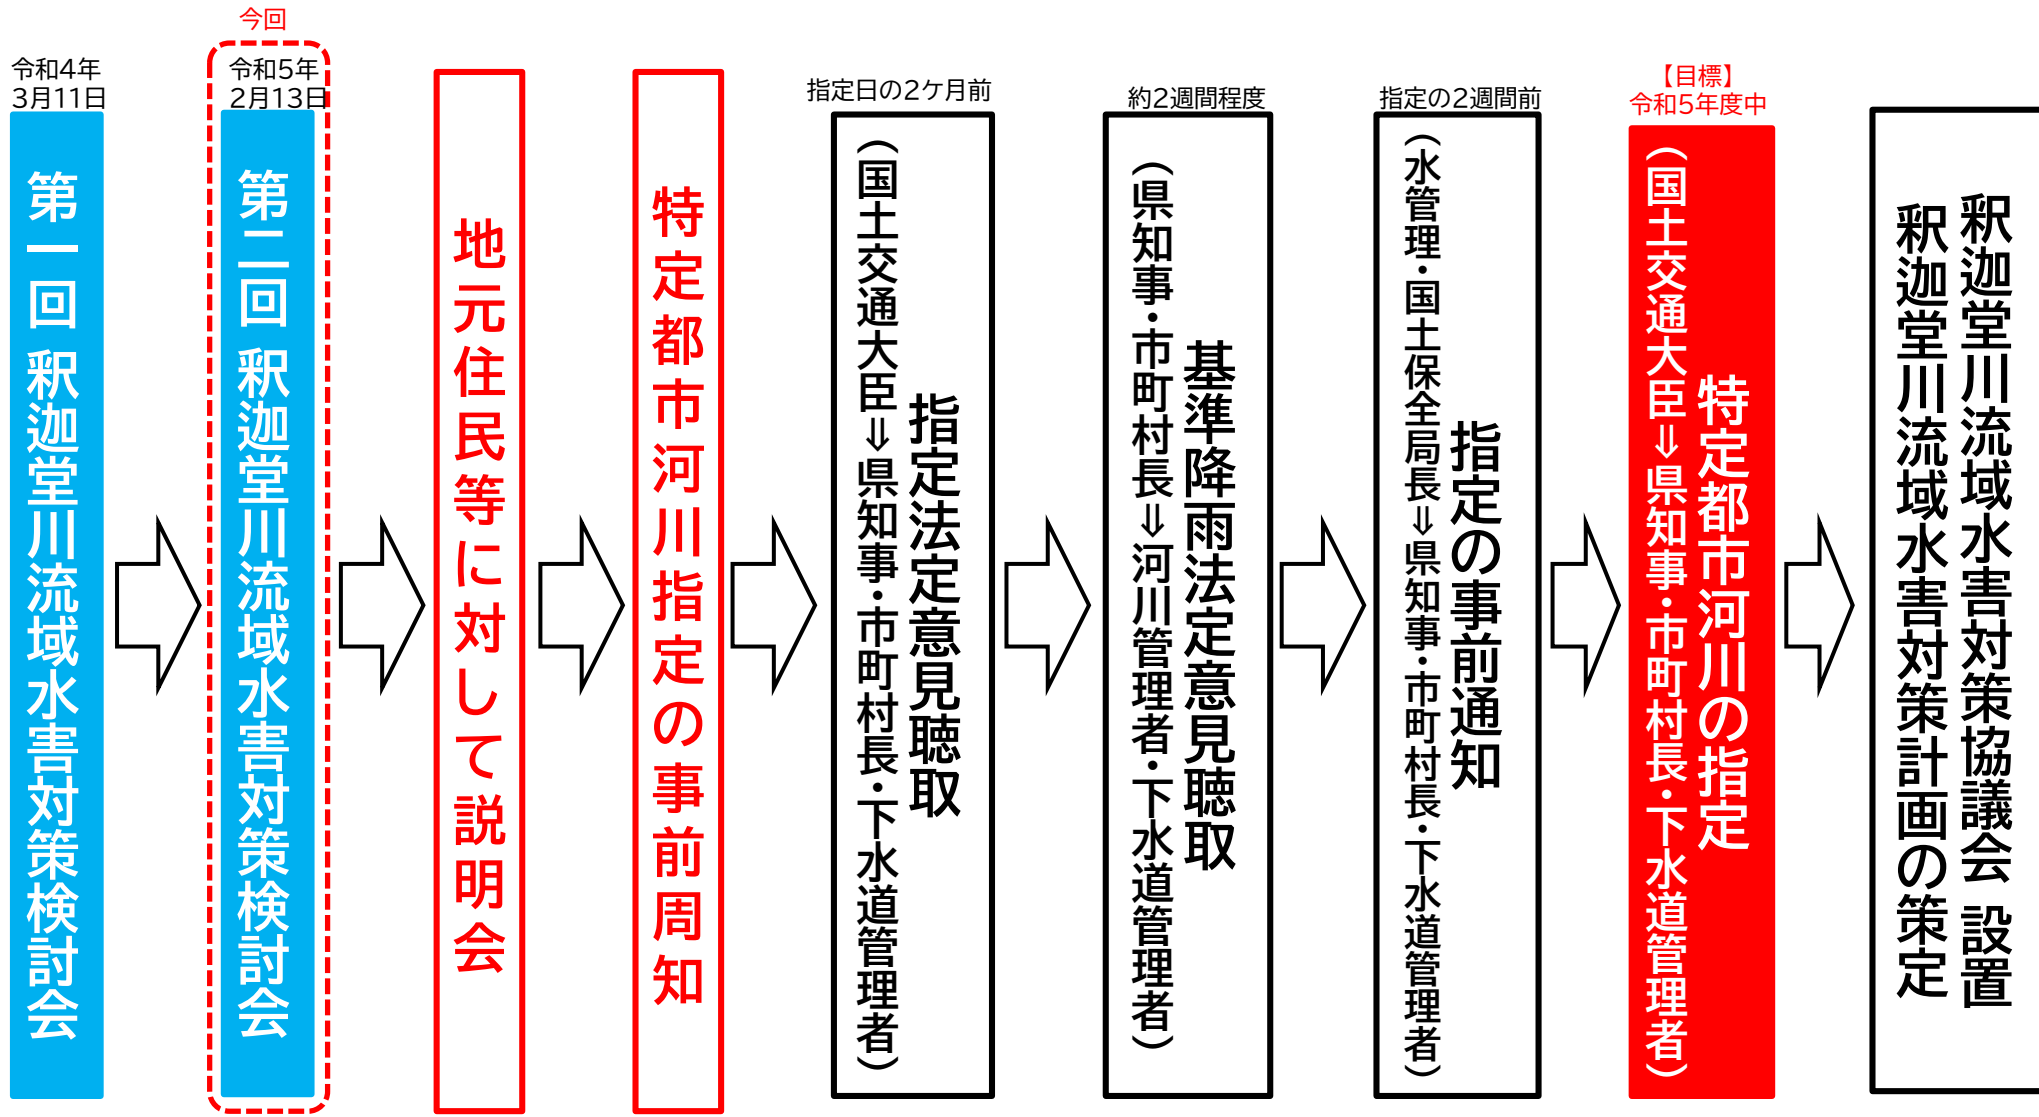 今回
令和4年
3月11日
第一回 釈迦堂川流域水害対策検討会
令和5年
2月13日
第二回 釈迦堂川流域水害対策検討会
地元住民等に対して説明会
特定都市河川指定の事前周知
指定日の2ケ月前
指定法定意見聴取
（国土交通大臣⇒県知事・市町村長・下水道管理者）
約2週間程度
基準降雨法定意見聴取
（県知事・市町村長⇒河川管理者・下水道管理者）
指定の2週間前
指定の事前通知
（水管理・国土保全局長⇒県知事・市町村長・下水道管理者）
【目標】
令和5年度中
特定都市河川の指定
（国土交通大臣⇒県知事・市町村長・下水道管理者）
釈迦堂川流域水害対策協議会 設置
釈迦堂川流域水害対策計画の策定